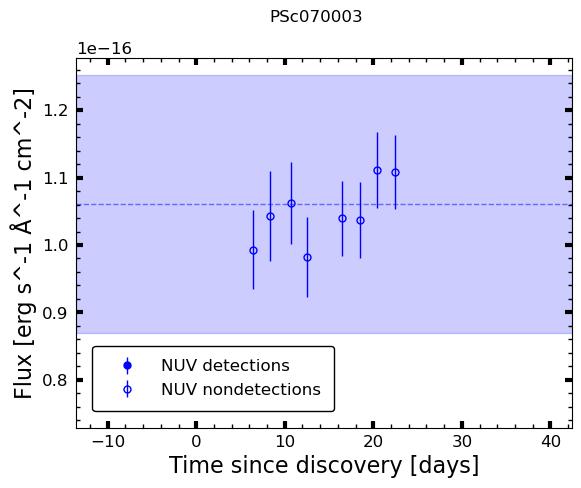 PSc070003
1e−16
1.2
1.1
1.0
0.9
0.8
Flux [erg s^-1 Å^-1 cm^-2]
NUV detections
NUV nondetections
−10 0 10 20 30 40
Time since discovery [days]